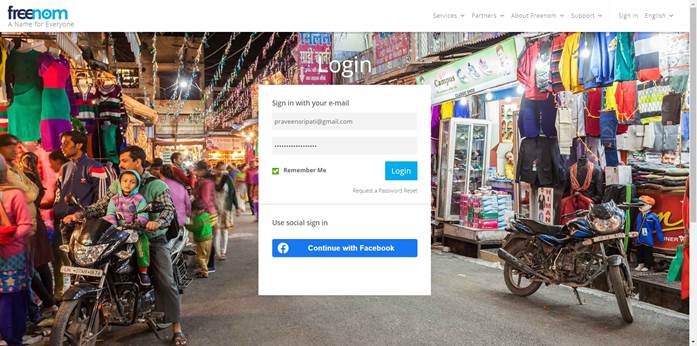 freenom
A Name for Everyone
Services Partners About Freenom Support Sign in English
Login
Sign in with your e-mail
praveensripati@gmail.com
••••••••••••••••••
Remember Me
Login
Request a Password Reset
Use social sign in
Continue with Facebook
Campus